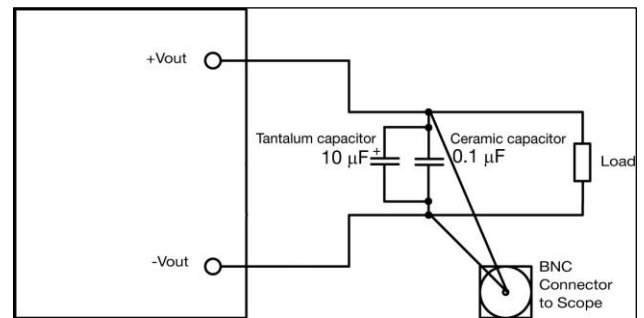 +Vout
Tantalum capacitor
10 μF
+
Ceramic capacitor
0.1 μF
Load
-Vout
BNC
Connector
to Scope